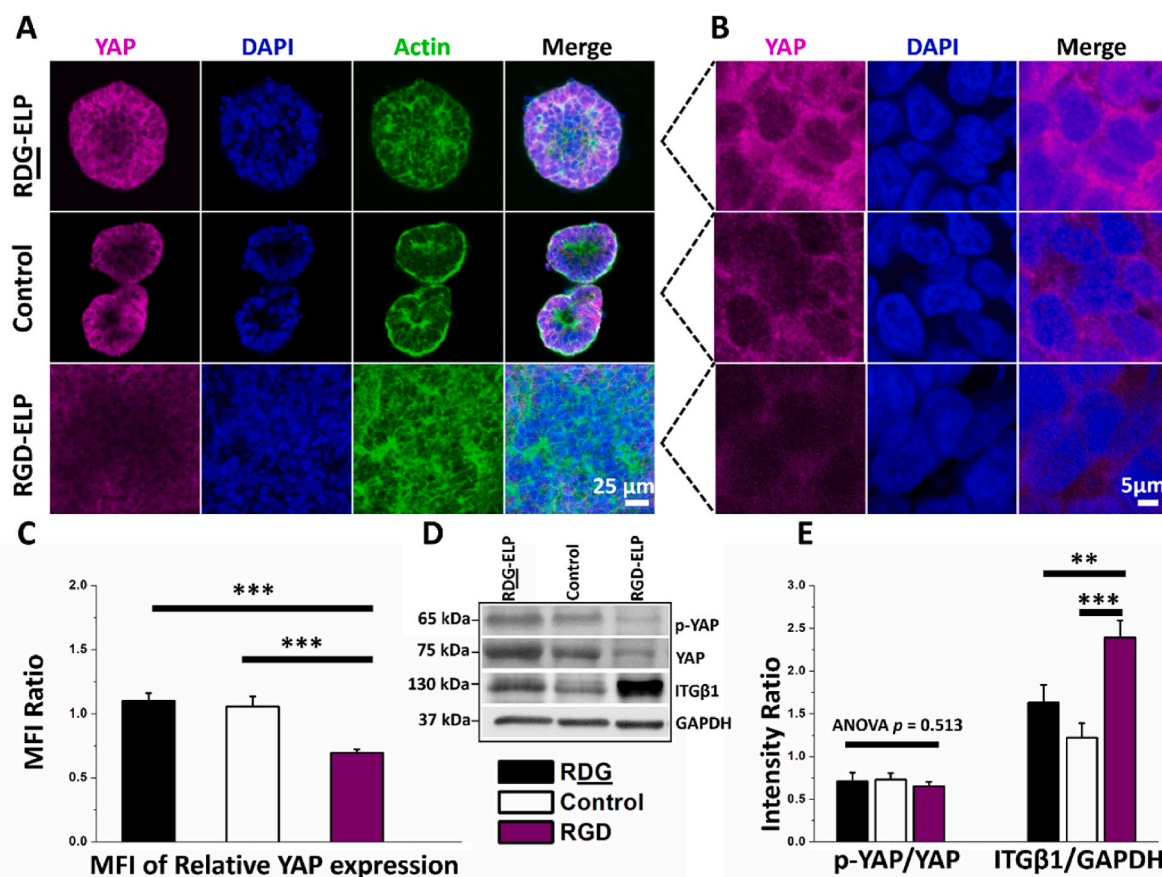 A
YAP DAPI Actin Merge
RDG-ELP
Control
RGD-ELP
25 µm
B
YAP DAPI Merge
5µm
C
MFI Ratio
2.0
1.5
1.0
0.5
0.0
***
***
MFI of Relative YAP expression
D
RDG-ELP Control RGD-ELP
65 kDa p-YAP
75 kDa YAP
130 kDa ITGβ1
37 kDa GAPDH
RDG
Control
RGD
E
Intensity Ratio
3.0
2.5
2.0
1.5
1.0
0.5
0.0
**
***
ANOVA p = 0.513
p-YAP/YAP ITGβ1/GAPDH